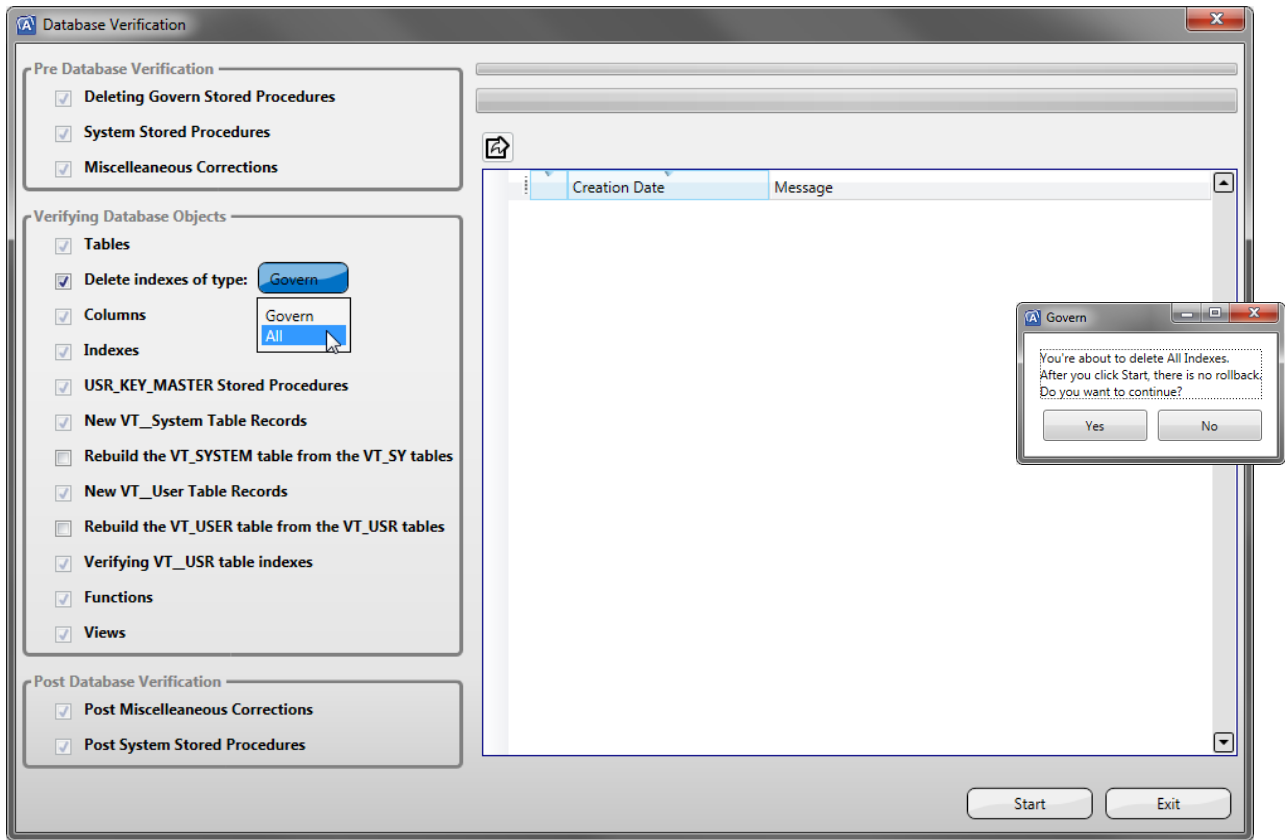 Database Verification
Pre Database Verification
Deleting Govern Stored Procedures
System Stored Procedures
Miscelleaneous Corrections
Verifying Database Objects
Tables
Delete indexes of type: Govern
Govern
All
Columns
Indexes
USR_KEY_MASTER Stored Procedures
New VT__System Table Records
Rebuild the VT_SYSTEM table from the VT_SY tables
New VT__User Table Records
Rebuild the VT_USER table from the VT_USR tables
Verifying VT__USR table indexes
Functions
Views
Post Database Verification
Post Miscelleaneous Corrections
Post System Stored Procedures
Creation Date Message
Govern
You're about to delete All Indexes.
After you click Start, there is no rollback.
Do you want to continue?
Yes No
Start Exit